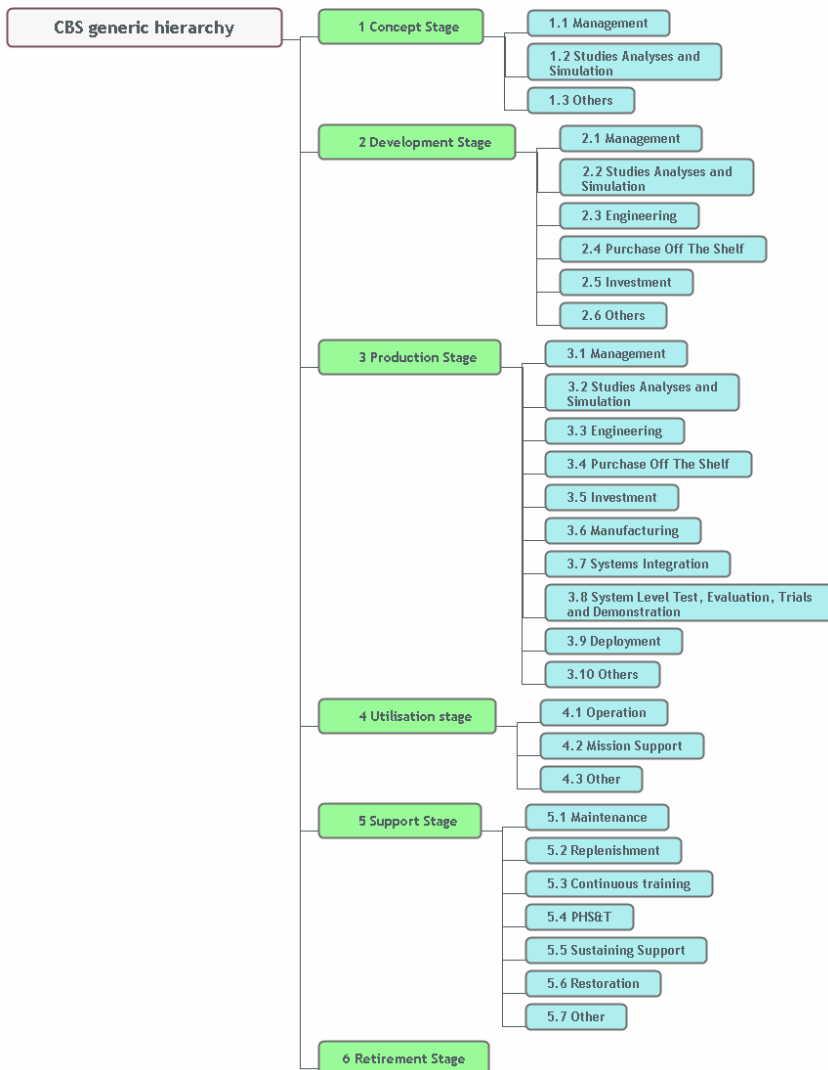 CBS generic hierarchy
1 Concept Stage
1.1 Management
1.2 Studies Analyses and
Simulation
1.3 Others
2 Development Stage
2.1 Management
2.2 Studies Analyses and
Simulation
2.3 Engineering
2.4 Purchase Off The Shelf
2.5 Investment
2.6 Others
3 Production Stage
3.1 Management
3.2 Studies Analyses and
Simulation
3.3 Engineering
3.4 Purchase Off The Shelf
3.5 Investment
3.6 Manufacturing
3.7 Systems Integration
3.8 System Level Test, Evaluation, Trials
and Demonstration
3.9 Deployment
3.10 Others
4 Utilisation stage
4.1 Operation
4.2 Mission Support
4.3 Other
5 Support Stage
5.1 Maintenance
5.2 Replenishment
5.3 Continuous training
5.4 PHS&T
5.5 Sustaining Support
5.6 Restoration
5.7 Other
6 Retirement Stage